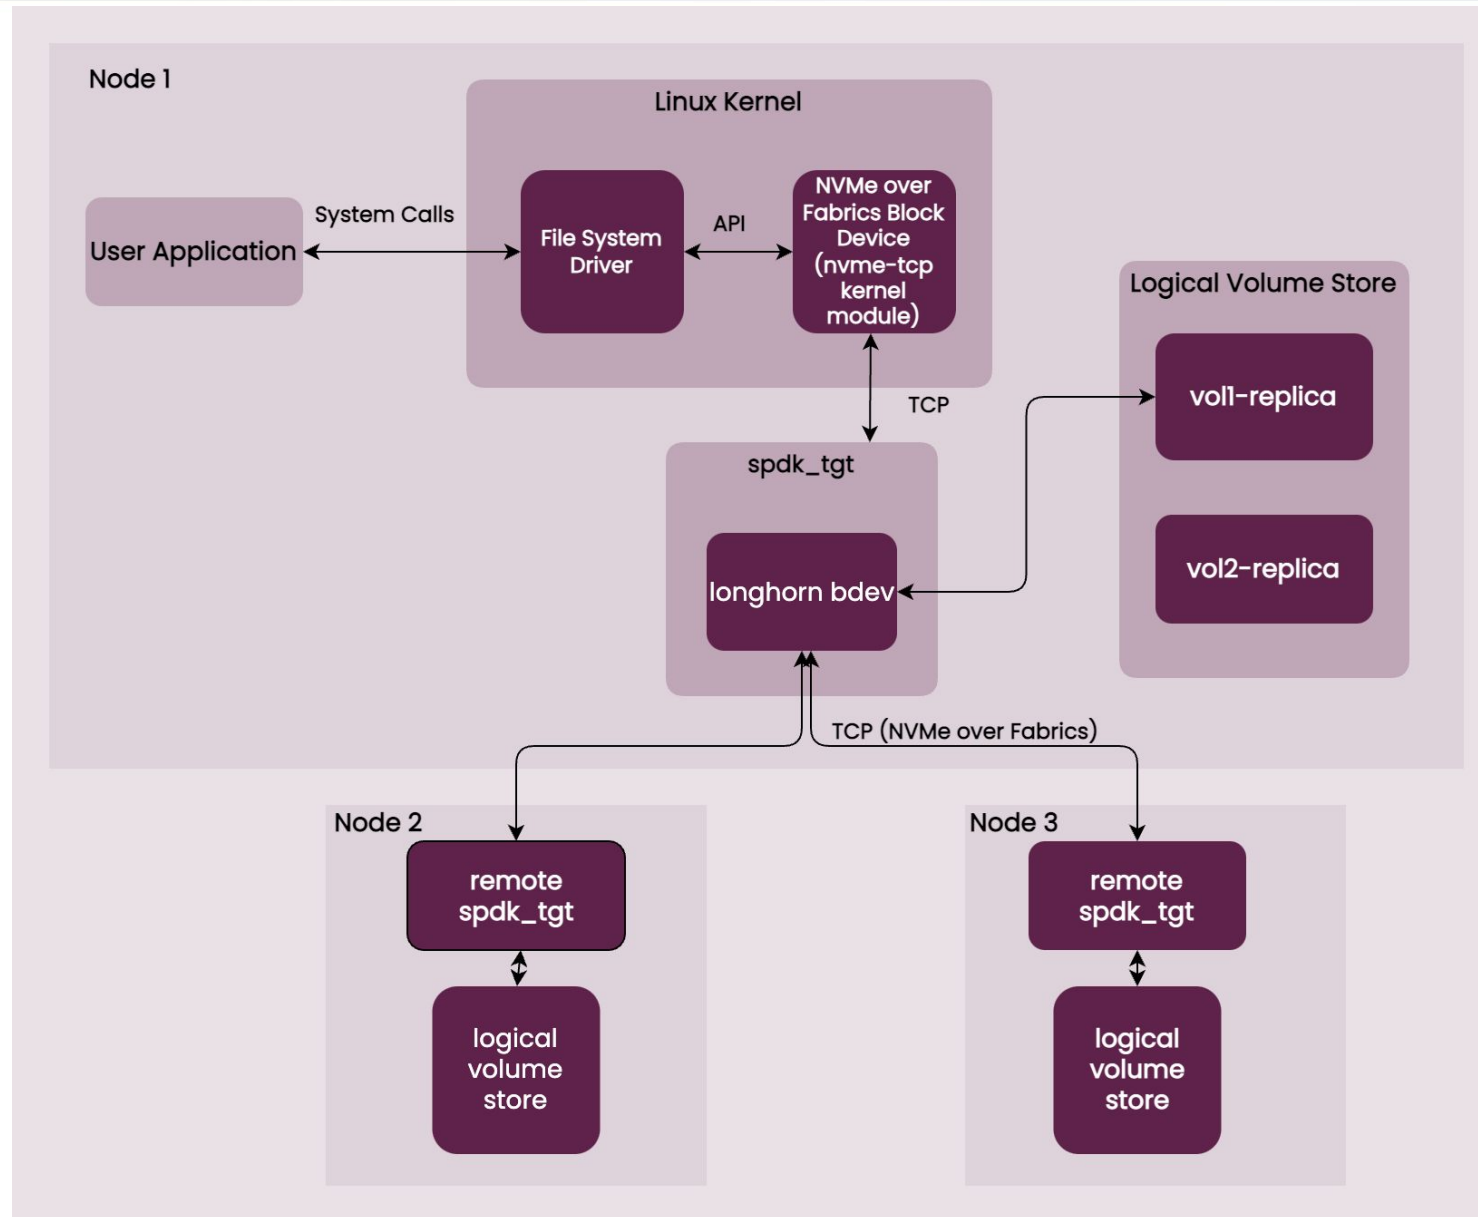 Node 1
Linux Kernel
User Application
System Calls
File System
Driver
API
NVMe over
Fabrics Block
Device
(nvme-tcp
kernel
module)
TCP
Logical Volume Store
vol1-replica
vol2-replica
spdk_tgt
longhorn bdev
TCP (NVMe over Fabrics)
Node 2
remote
spdk_tgt
logical
volume
store
Node 3
remote
spdk_tgt
logical
volume
store